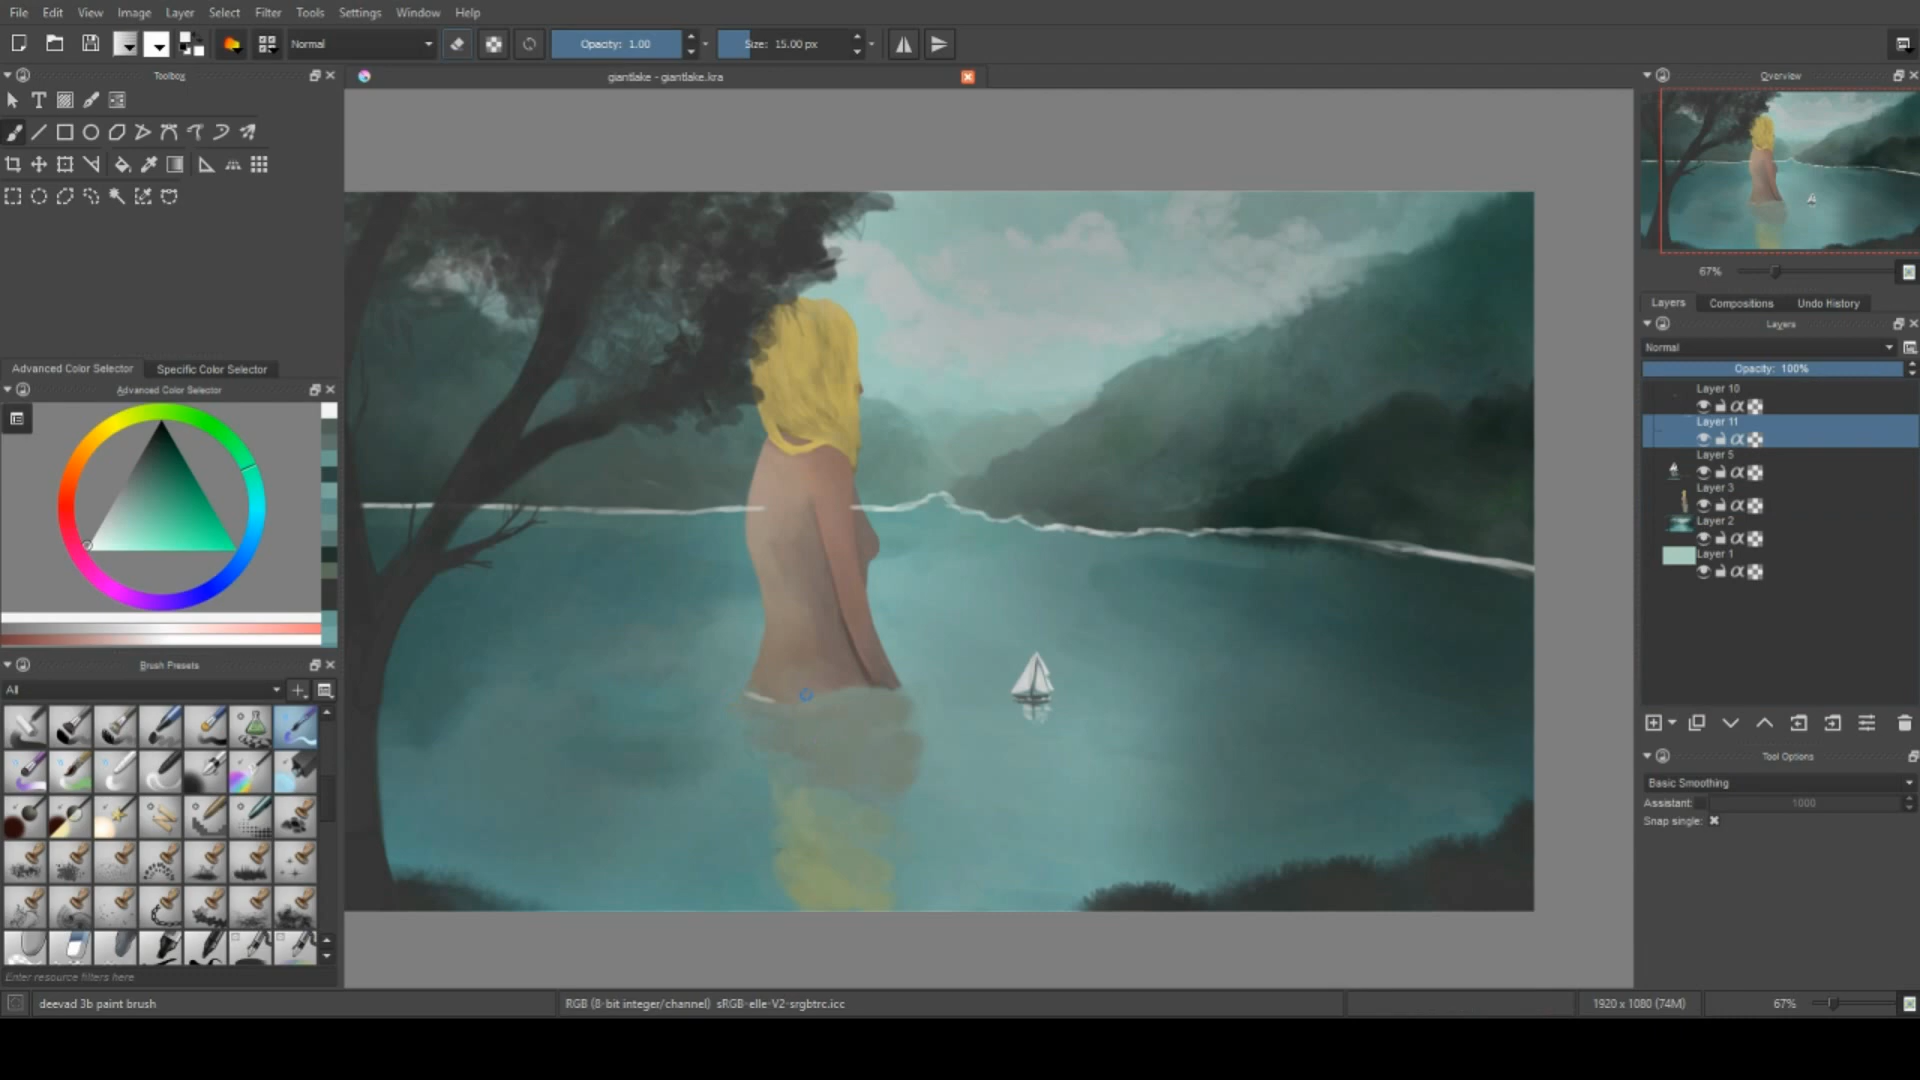 File Edit View Image Layer Select Filter Tools Settings Window Help
Normal
Opacity: 1.00
Size: 15.00 px
Toolbox
giantlake - giantlake.kra
Overview
67%
Layers Compositions Undo History
Layers
Normal
Opacity: 100%
Layer 10
Layer 11
Layer 5
Layer 3
Layer 2
Layer 1
Advanced Color Selector Specific Color Selector
Advanced Color Selector
Brush Presets
All
Enter resource filters here
Tool Options
Basic Smoothing
Assistant: 1000
Snap single:
deevad 3b paint brush
RGB (8-bit integer/channel) sRGB-elle-V2-srgbtrc.icc
1920 x 1080 (74M)
67%